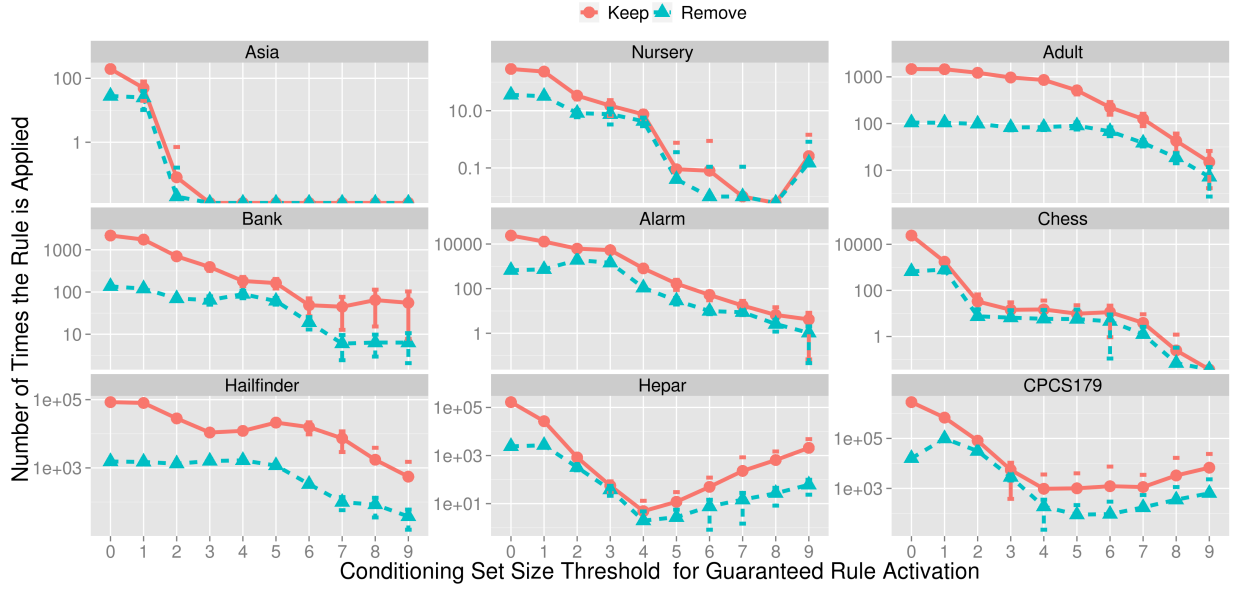 Keep Remove
Asia Nursery Adult
100
1
10.0
0.1
1000
100
10
Bank Alarm Chess
1000
100
10
10000
100
1
10000
100
1
Hailfinder Hepar CPCS179
1e+05
1e+03
1e+05
1e+03
1e+01
1e+05
1e+03
0 1 2 3 4 5 6 7 8 9
0 1 2 3 4 5 6 7 8 9
0 1 2 3 4 5 6 7 8 9
Number of Times the Rule is Applied
Conditioning Set Size Threshold for Guaranteed Rule Activation